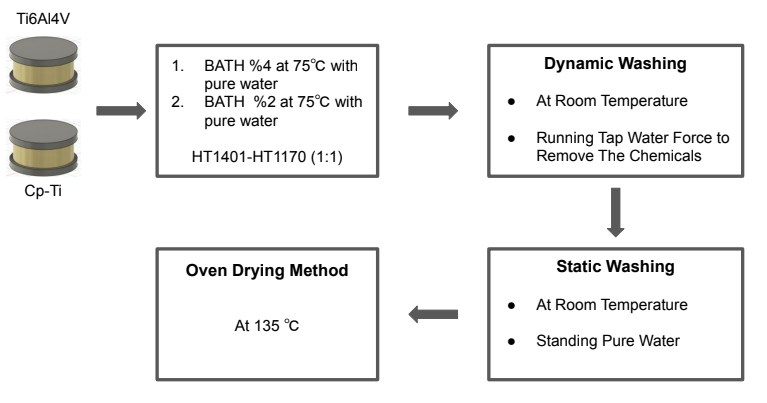 Ti6Al4V
Cp-Ti
1. BATH %4 at 75°C with
pure water
2. BATH %2 at 75°C with
pure water
HT1401-HT1170 (1:1)
Dynamic Washing
● At Room Temperature
● Running Tap Water Force to
Remove The Chemicals
Static Washing
● At Room Temperature
● Standing Pure Water
Oven Drying Method
At 135 °C